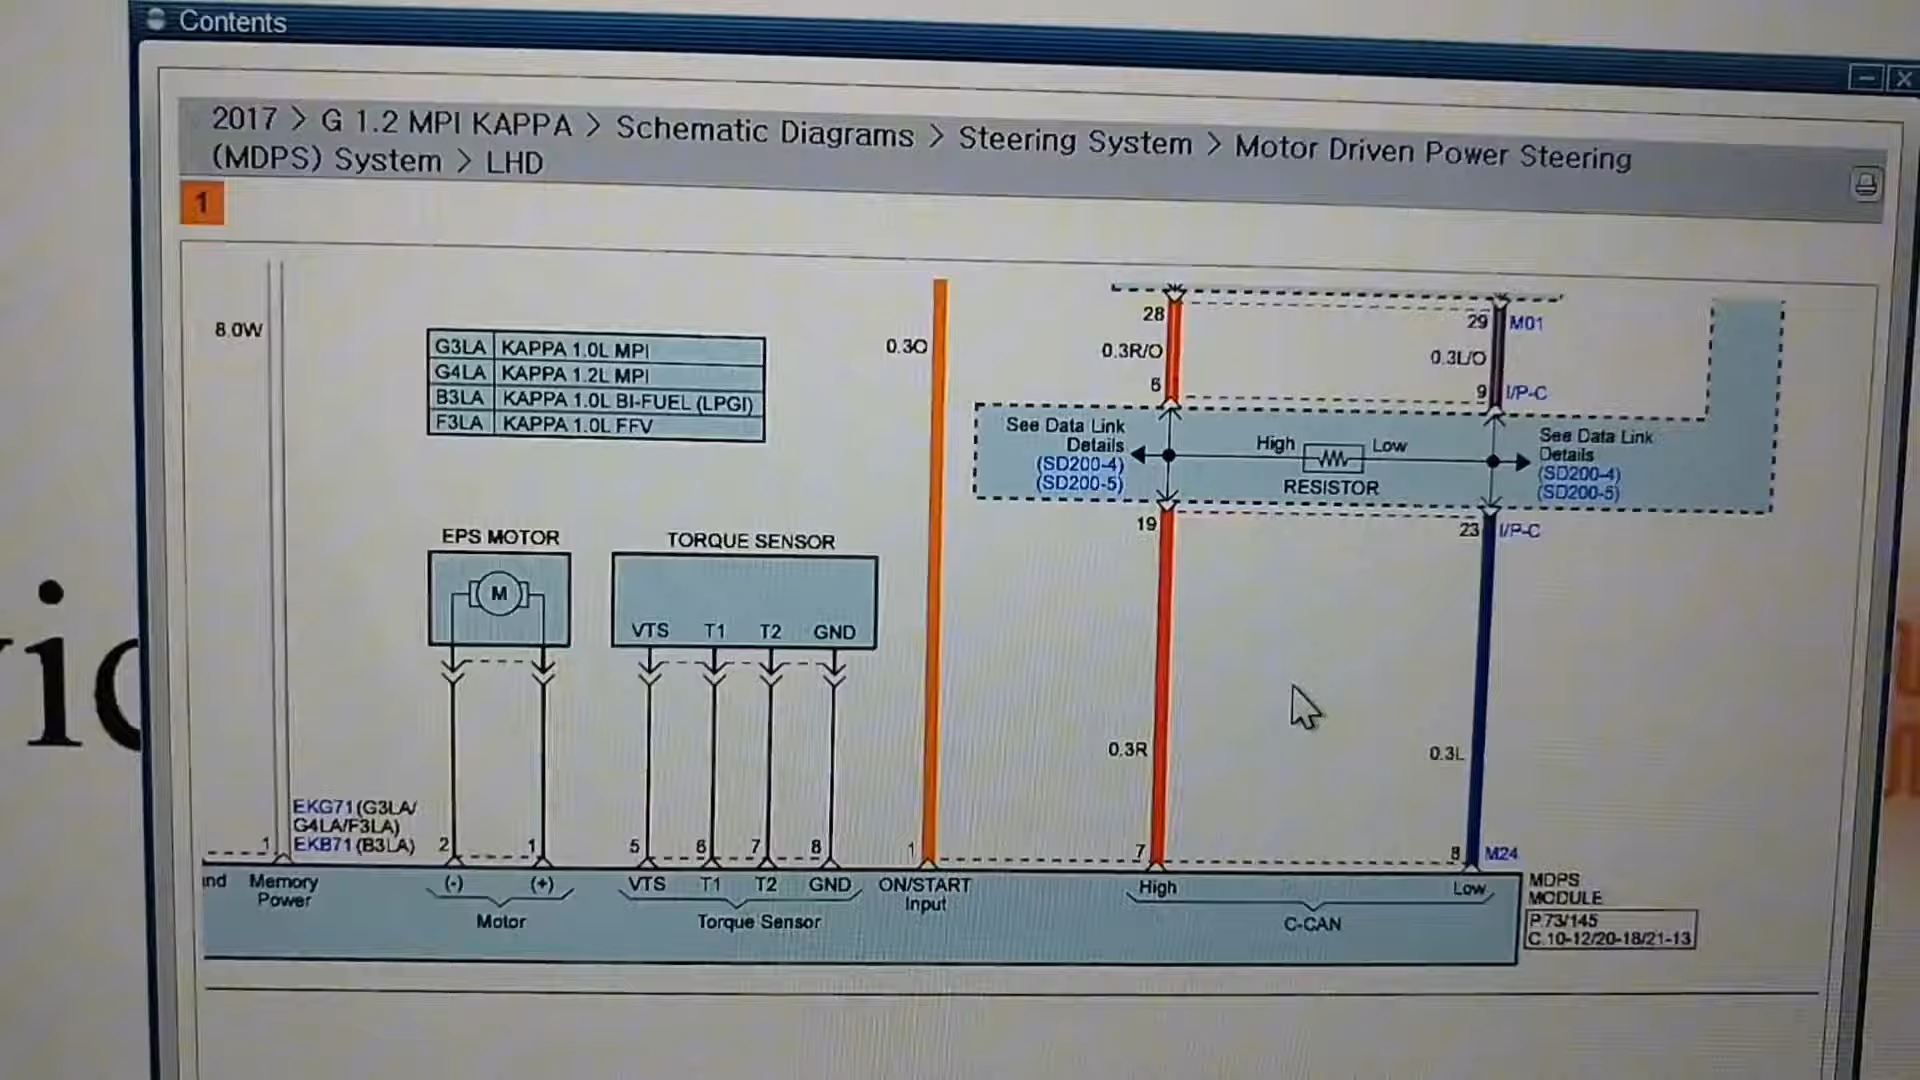 Contents
2017 > G 1.2 MPI KAPPA > Schematic Diagrams > Steering System > Motor Driven Power Steering
(MDPS) System > LHD
1
8.0W
G3LA KAPPA 1.0L MPI
G4LA KAPPA 1.2L MPI
B3LA KAPPA 1.0L BI-FUEL (LPGI)
F3LA KAPPA 1.0L FFV
0.3O
28
29 M01
0.3R/O
0.3L/O
6
9 I/P-C
See Data Link
Details
(SD200-4)
(SD200-5)
High
Low
RESISTOR
See Data Link
Details
(SD200-4)
(SD200-5)
19
23 I/P-C
EPS MOTOR
M
TORQUE SENSOR
VTS T1 T2 GND
0.3R
0.3L
EKG71 (G3LA/
G4LA/F3LA)
EKB71 (B3LA)
1
2 1
5 6 7 8
1
7
8 M24
Memory
Power
(-) (+)
Motor
VTS T1 T2 GND
Torque Sensor
ON/START
Input
High
Low
C-CAN
MDPS
MODULE
P.73/145
C.10-12/20-18/21-13